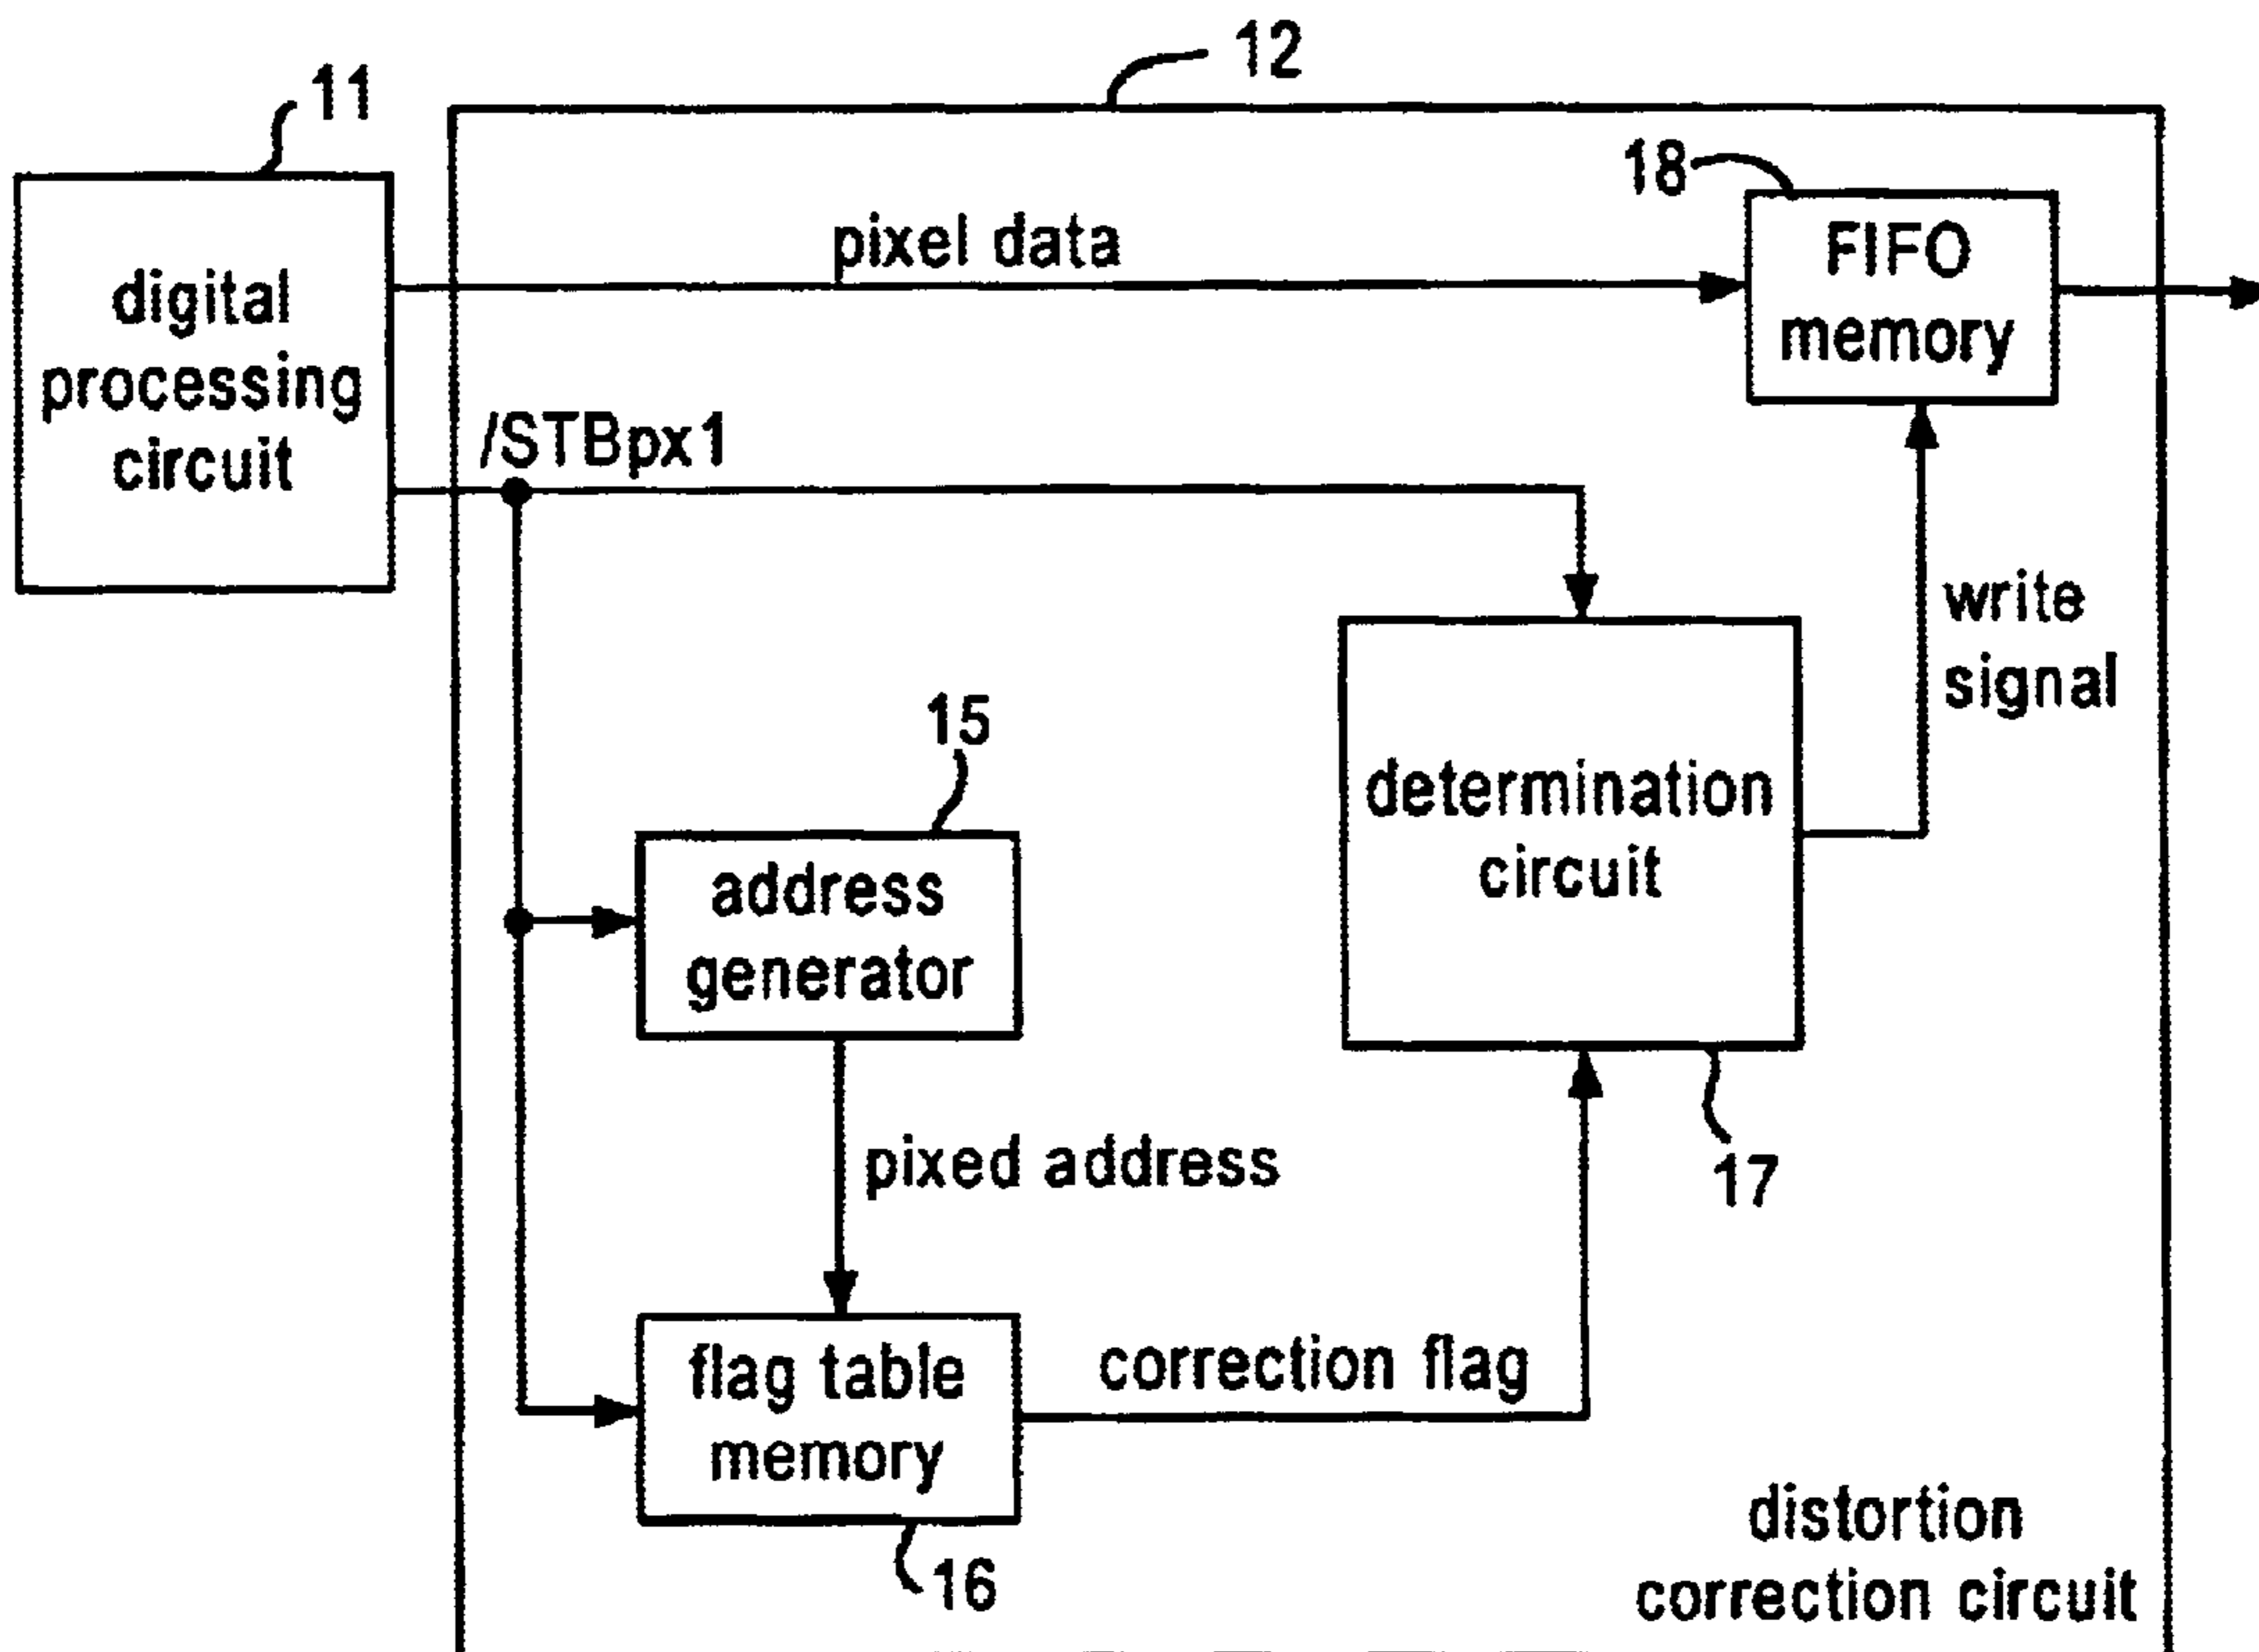 12
11
18
pixel data
FIFO
memory
digital
processing
circuit
/STBpx1
write
signal
15
determination
circuit
address
generator
pixed address
17
flag table
memory
correction flag
16
distortion
correction circuit